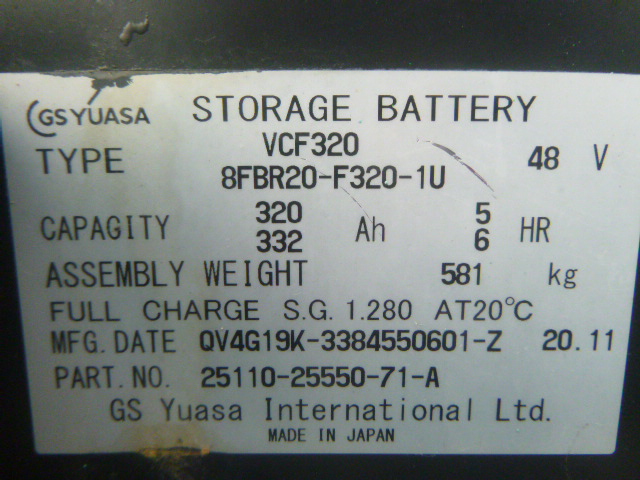 GS YUASA STORAGE BATTERY
TYPE VCF320 48 V
8FBR20-F320-1U
CAPAGITY 320 Ah 5 HR
332 6
ASSEMBLY WEIGHT 581 kg
FULL CHARGE S.G. 1.280 AT20°C
MFG. DATE QV4G19K-3384550601-Z 20.11
PART. NO. 25110-25550-71-A
GS Yuasa International Ltd.
MADE IN JAPAN